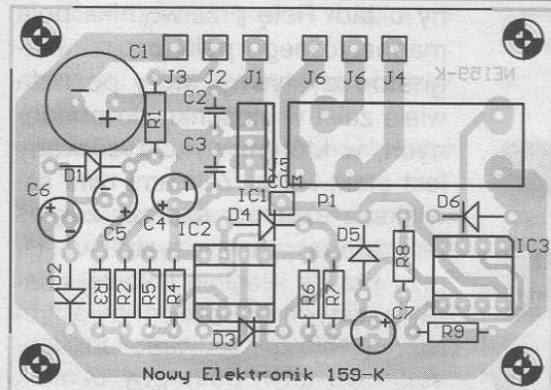 C1
J3 J2 J1 J6 J6 J4
NE159-K
C2
R1
C3
J5
D1
COM
C6
C5 C4 IC2
IC1
P1
D4
D6
D5
R8
IC3
D2
R3 R2 R5 R4
R6 R7
C7
R9
D3
Nowy Elektronik 159-K